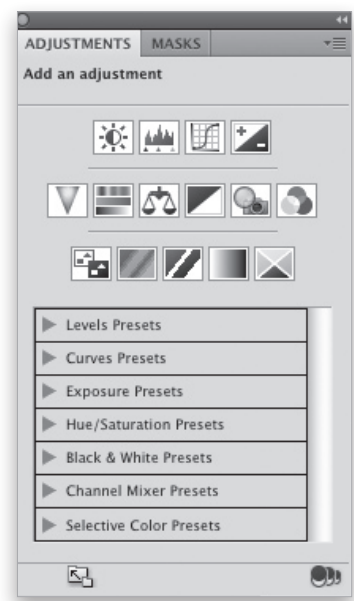 ADJUSTMENTS MASKS
Add an adjustment
Levels Presets
Curves Presets
Exposure Presets
Hue/Saturation Presets
Black & White Presets
Channel Mixer Presets
Selective Color Presets